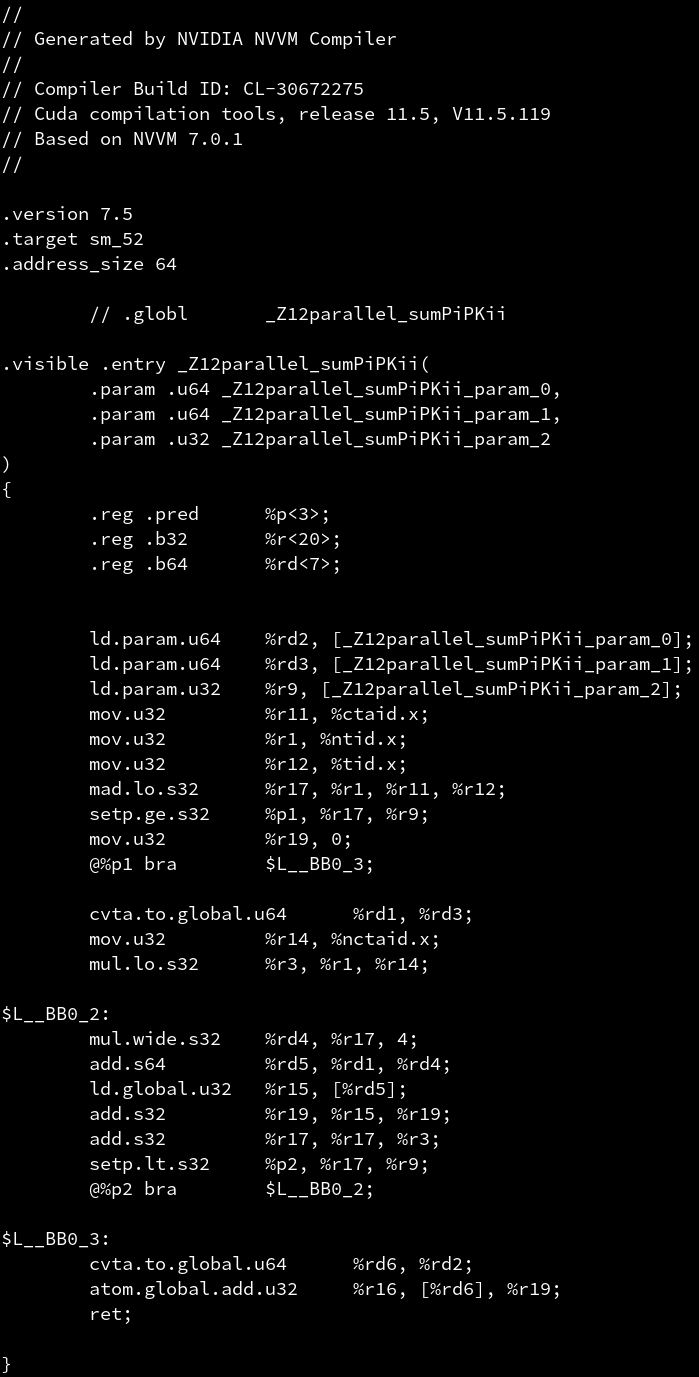 //
// Generated by NVIDIA NVVM Compiler
//
// Compiler Build ID: CL-30672275
// Cuda compilation tools, release 11.5, V11.5.119
// Based on NVVM 7.0.1
//

.version 7.5
.target sm_52
.address_size 64

	// .globl	_Z12parallel_sumPiPKii

.visible .entry _Z12parallel_sumPiPKii(
	.param .u64 _Z12parallel_sumPiPKii_param_0,
	.param .u64 _Z12parallel_sumPiPKii_param_1,
	.param .u32 _Z12parallel_sumPiPKii_param_2
)
{
	.reg .pred 	%p<3>;
	.reg .b32 	%r<20>;
	.reg .b64 	%rd<7>;


	ld.param.u64 	%rd2, [_Z12parallel_sumPiPKii_param_0];
	ld.param.u64 	%rd3, [_Z12parallel_sumPiPKii_param_1];
	ld.param.u32 	%r9, [_Z12parallel_sumPiPKii_param_2];
	mov.u32 	%r11, %ctaid.x;
	mov.u32 	%r1, %ntid.x;
	mov.u32 	%r12, %tid.x;
	mad.lo.s32 	%r17, %r1, %r11, %r12;
	setp.ge.s32 	%p1, %r17, %r9;
	mov.u32 	%r19, 0;
	@%p1 bra 	$L__BB0_3;

	cvta.to.global.u64 	%rd1, %rd3;
	mov.u32 	%r14, %nctaid.x;
	mul.lo.s32 	%r3, %r1, %r14;

$L__BB0_2:
	mul.wide.s32 	%rd4, %r17, 4;
	add.s64 	%rd5, %rd1, %rd4;
	ld.global.u32 	%r15, [%rd5];
	add.s32 	%r19, %r15, %r19;
	add.s32 	%r17, %r17, %r3;
	setp.lt.s32 	%p2, %r17, %r9;
	@%p2 bra 	$L__BB0_2;

$L__BB0_3:
	cvta.to.global.u64 	%rd6, %rd2;
	atom.global.add.u32 	%r16, [%rd6], %r19;
	ret;

}